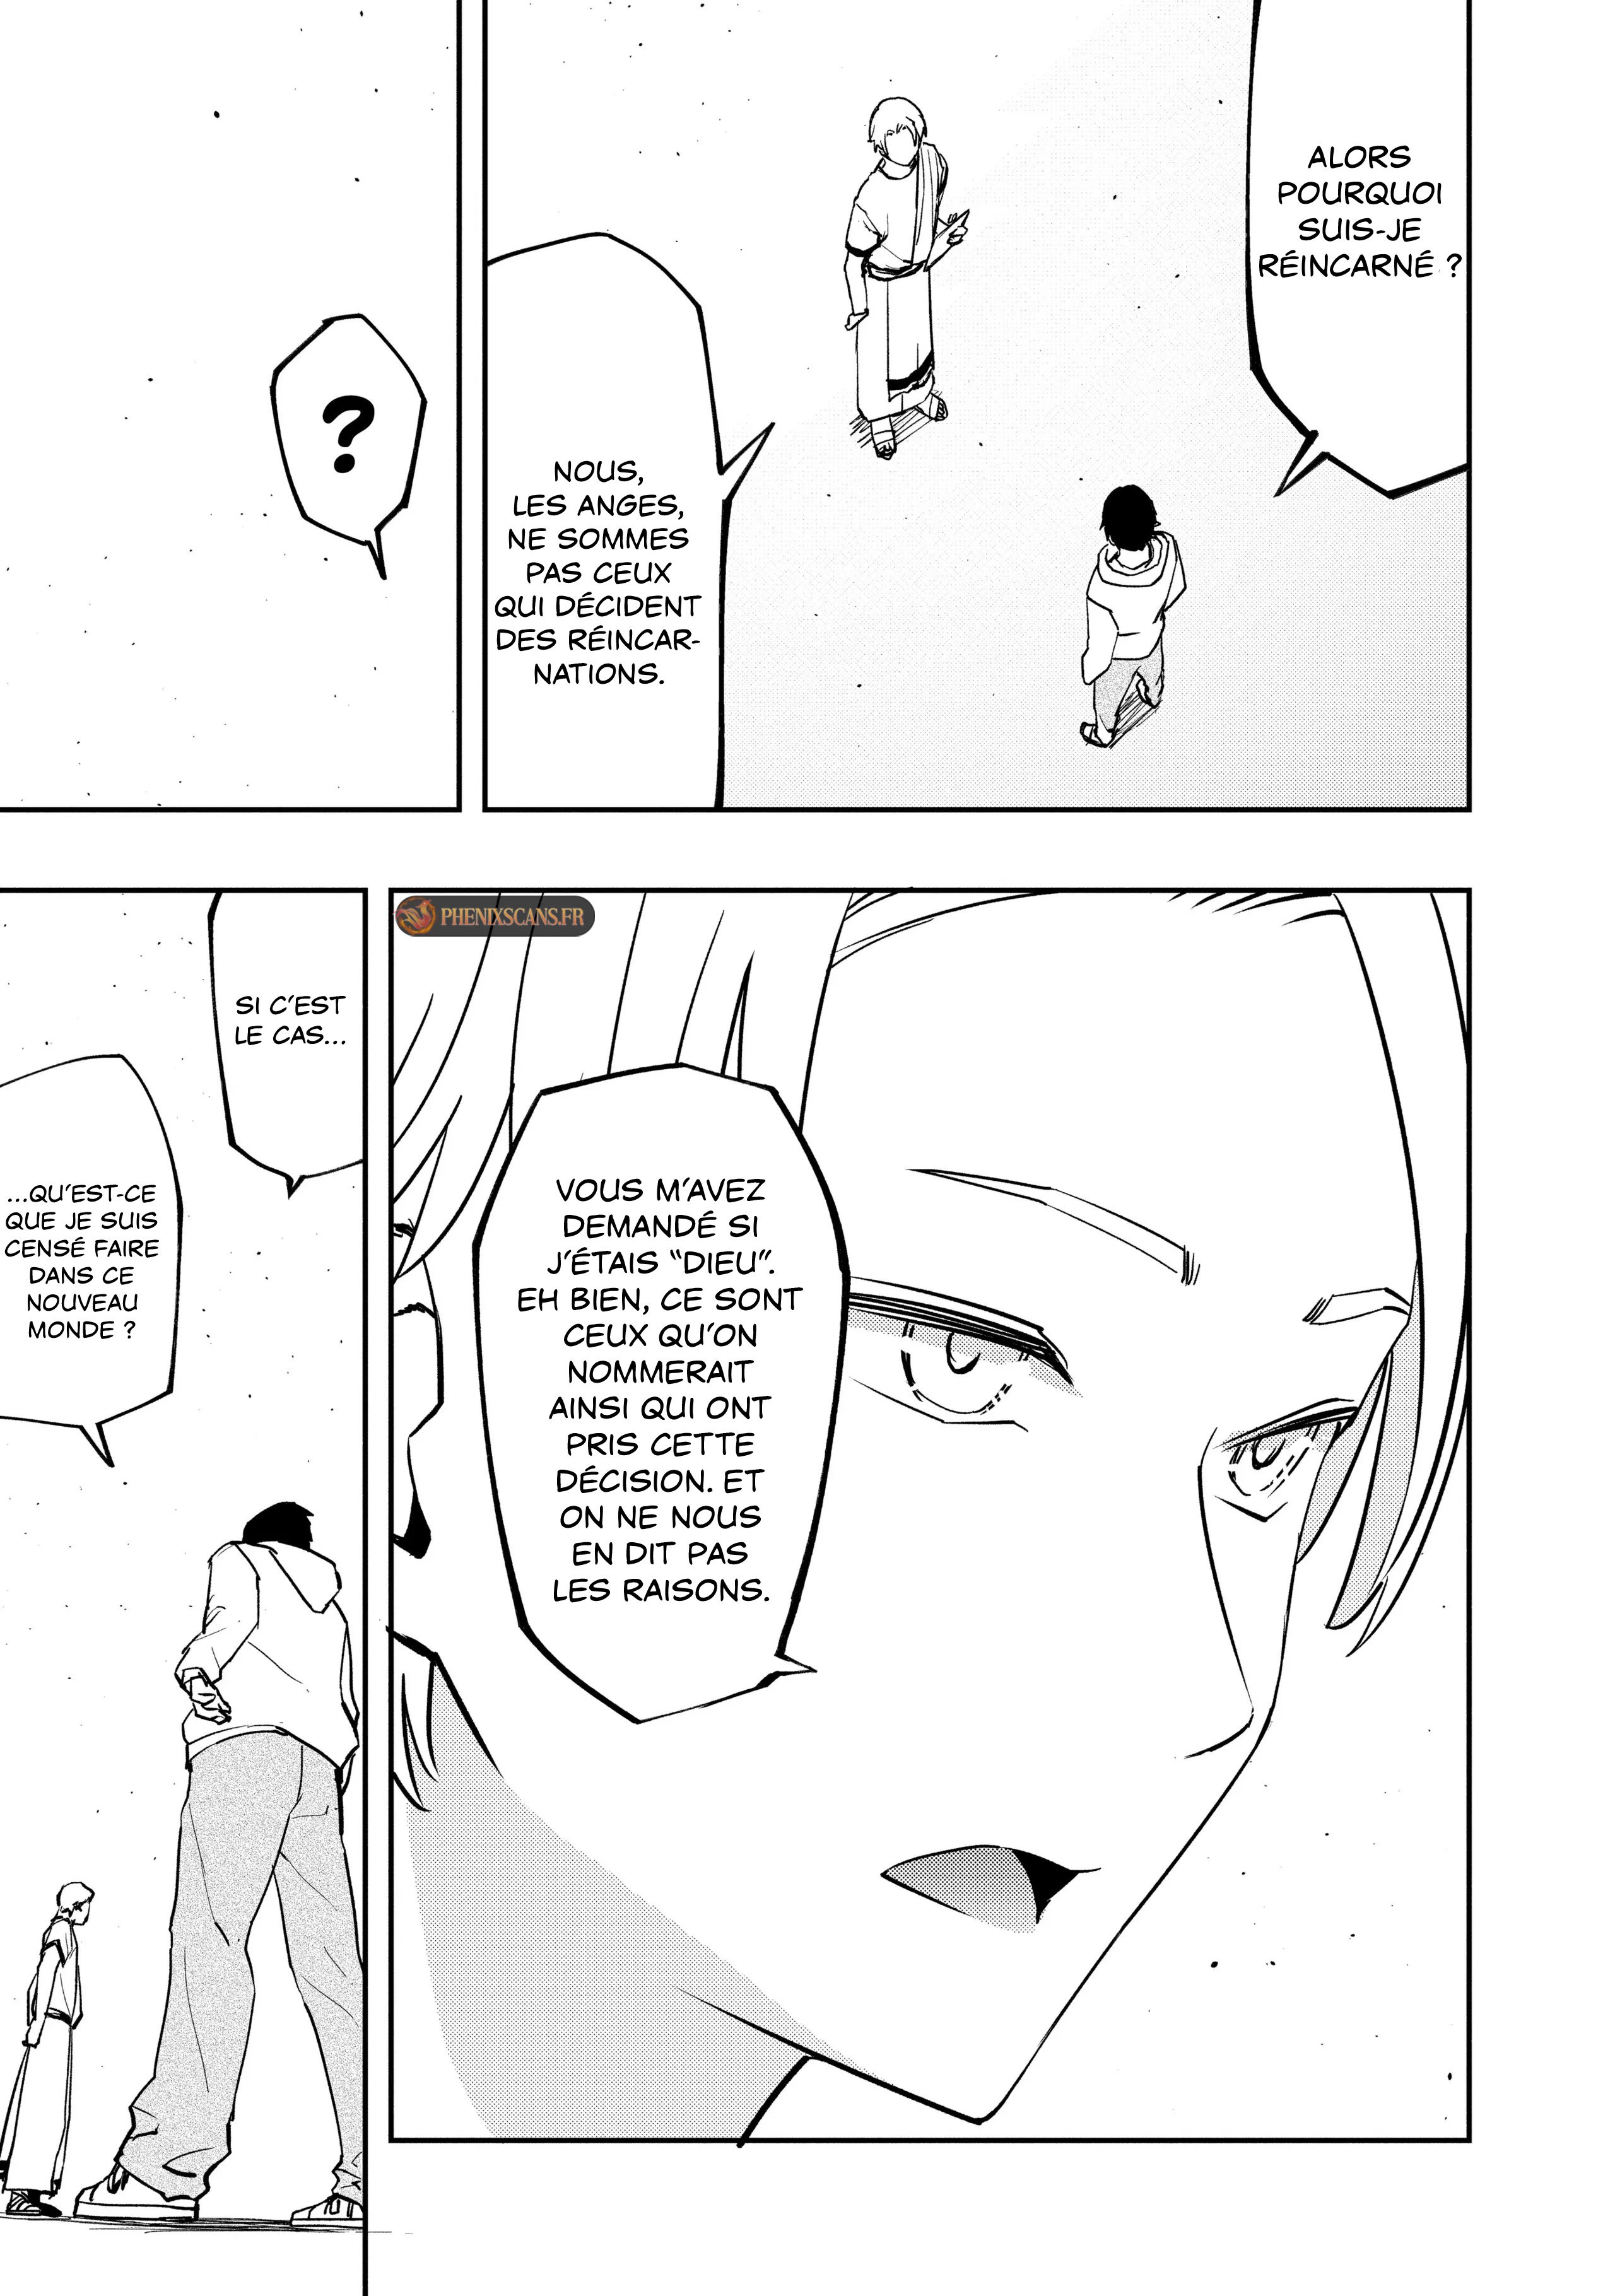 ALORS
POURQUOI
SUIS-JE
RÉINCARNÉ ?
NOUS,
LES ANGES,
NE SOMMES
PAS CEUX
QUI DÉCIDENT
DES RÉINCAR-
NATIONS.
?
PHENIXSCANS.FR
VOUS M'AVEZ
DEMANDÉ SI
J'ÉTAIS "DIEU".
EH BIEN, CE SONT
CEUX QU'ON
NOMMERAIT
AINSI QUI ONT
PRIS CETTE
DÉCISION. ET
ON NE NOUS
EN DIT PAS
LES RAISONS.
SI C'EST
LE CAS...
...QU'EST-CE
QUE JE SUIS
CENSÉ FAIRE
DANS CE
NOUVEAU
MONDE ?